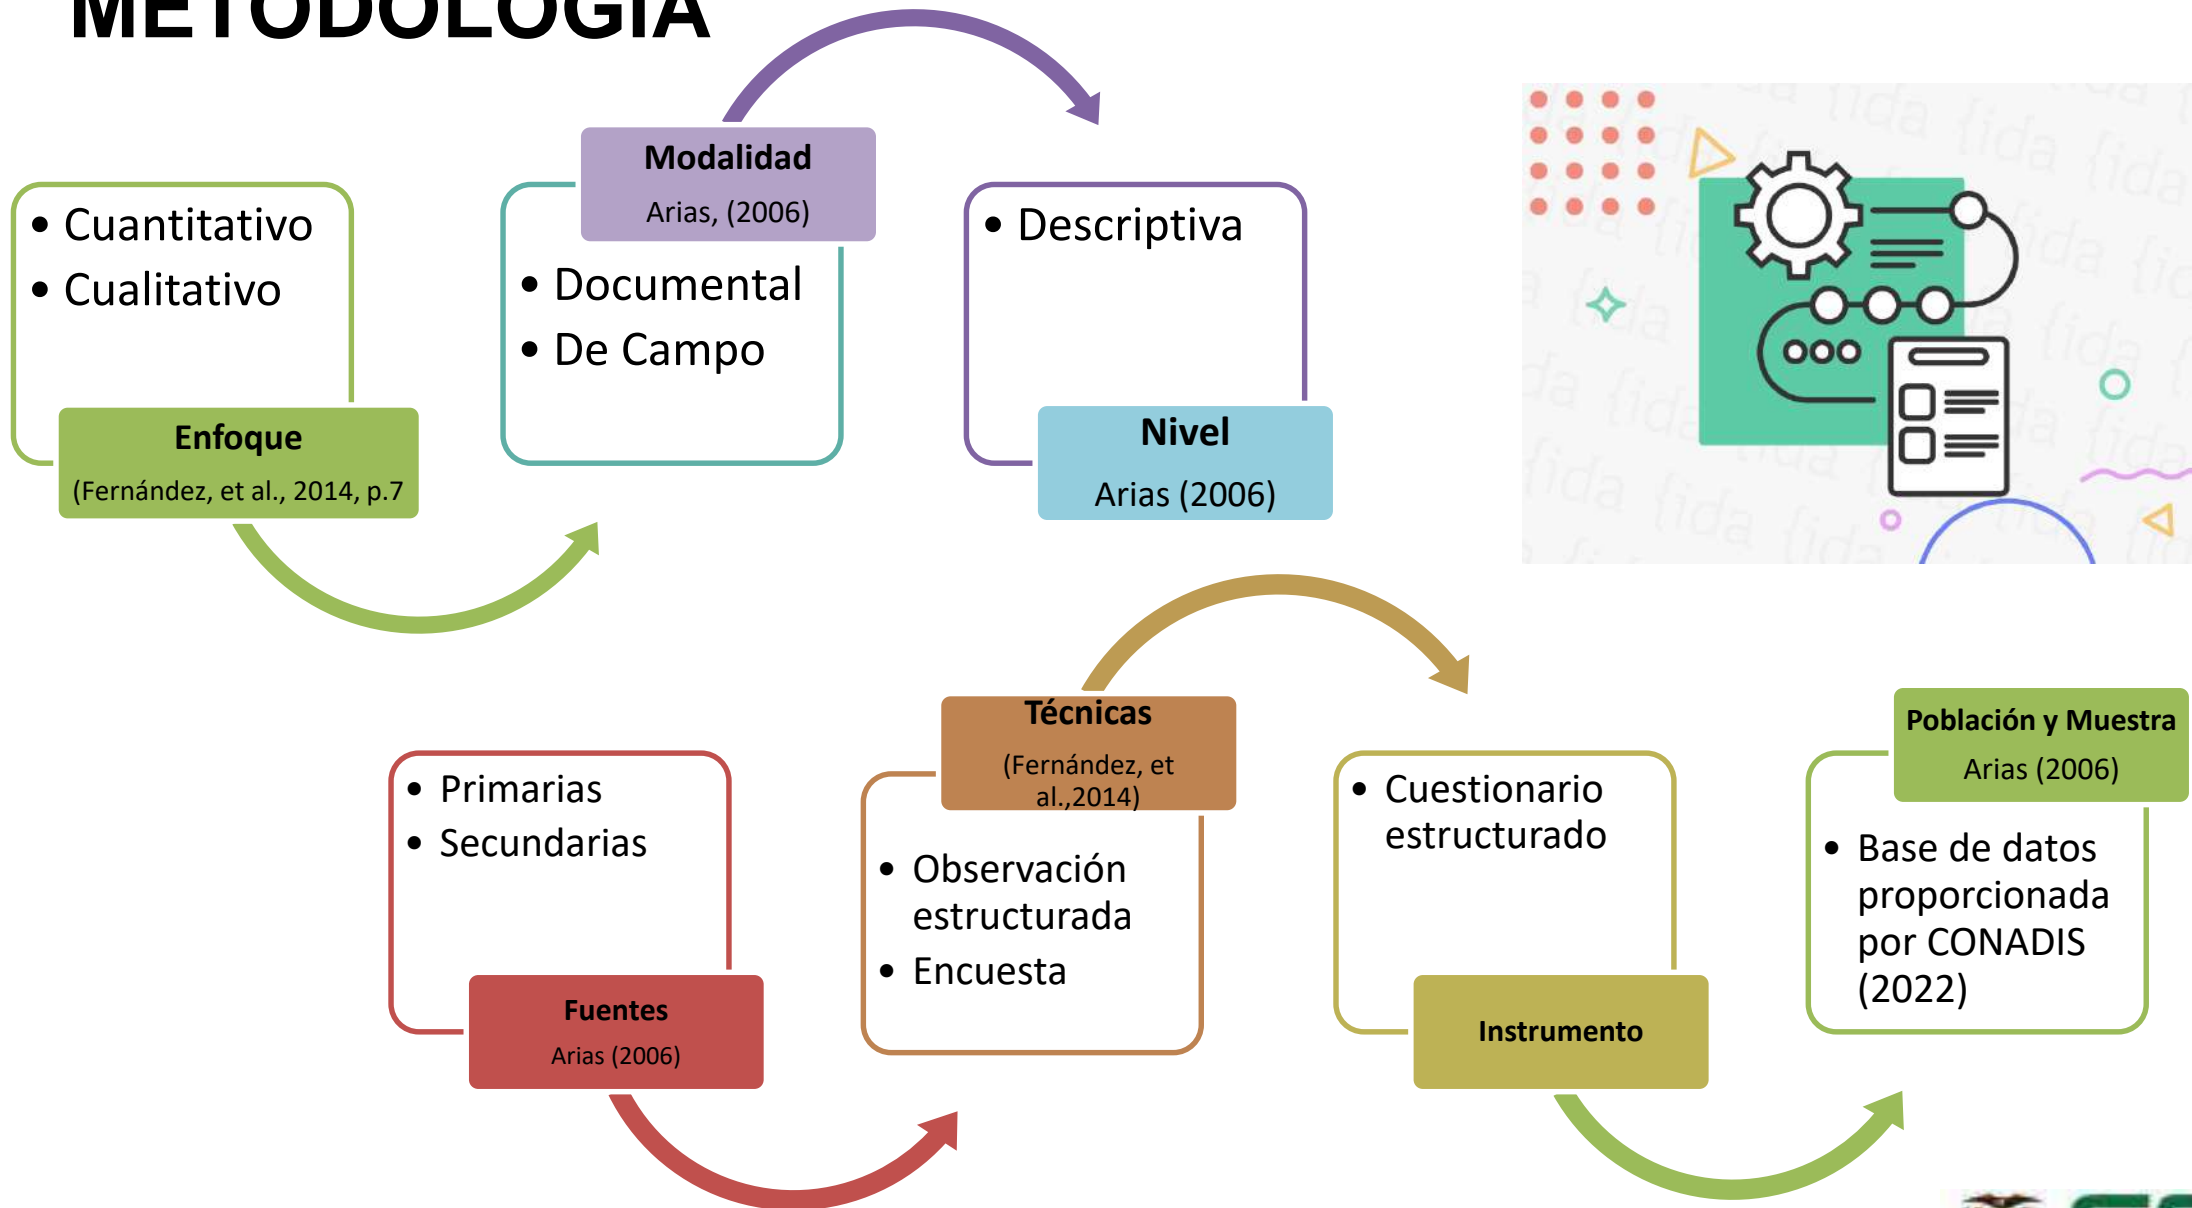 METODOLOGÍA
• Cuantitativo
• Cualitativo
Enfoque
(Fernández, et al., 2014, p.7
Modalidad
Arias, (2006)
• Documental
• De Campo
• Descriptiva
Nivel
Arias (2006)
• Primarias
• Secundarias
Fuentes
Arias (2006)
Técnicas
(Fernández, et
al.,2014)
• Observación
estructurada
• Encuesta
• Cuestionario
estructurado
Instrumento
Población y Muestra
Arias (2006)
• Base de datos
proporcionada
por CONADIS
(2022)